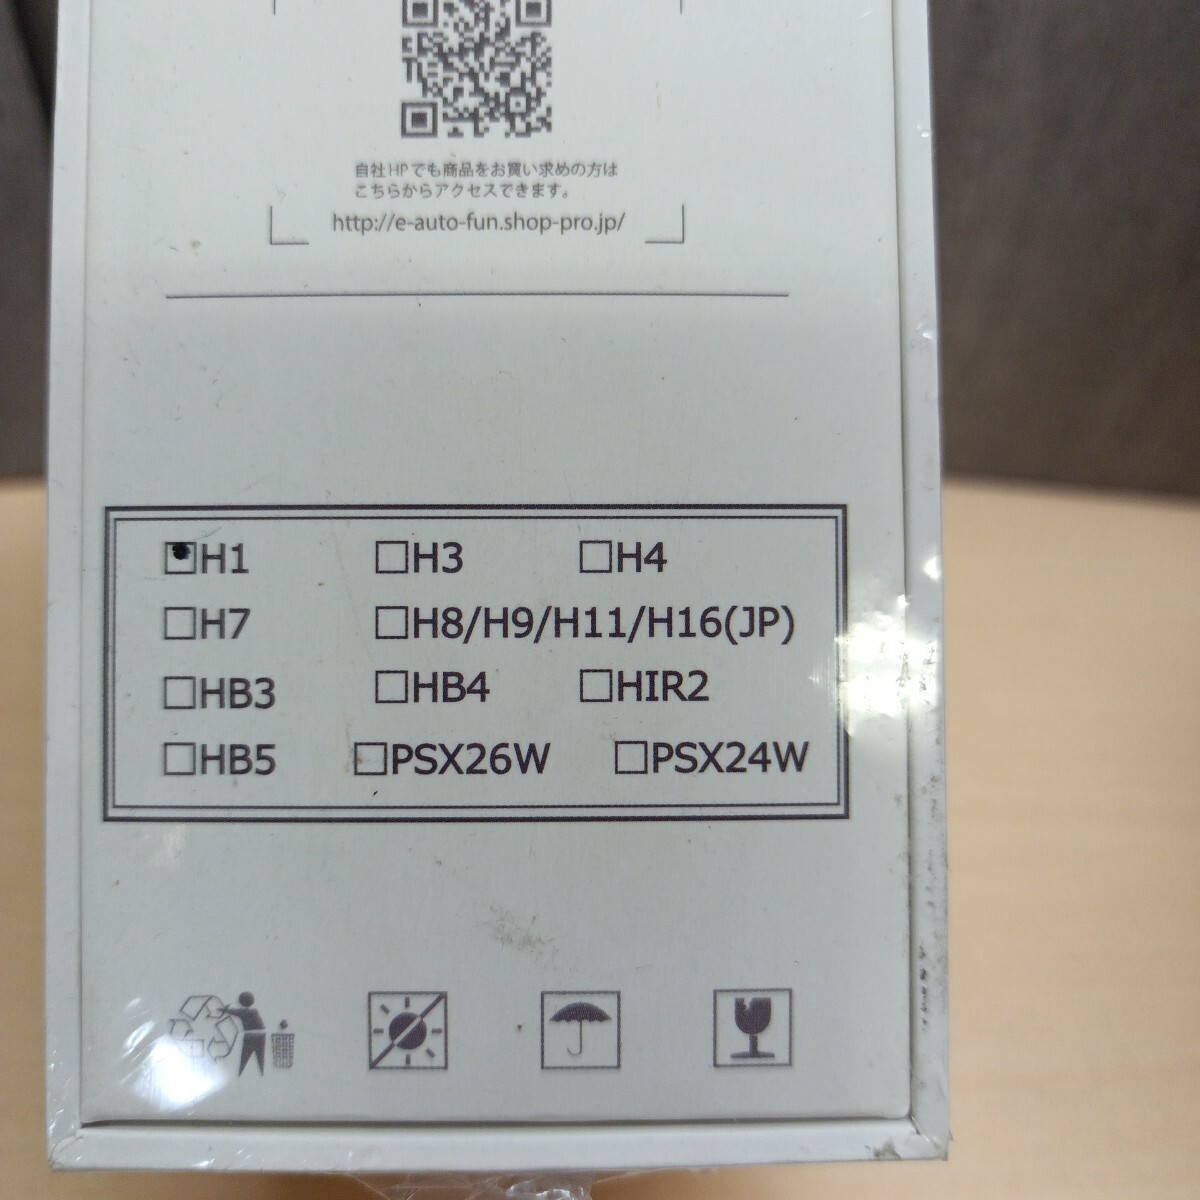 自社HPでも商品をお買い求めの方は
こちらからアクセスできます。
http://e-auto-fun.shop-pro.jp/
H1 H3 H4
H7 H8/H9/H11/H16(JP)
HB3 HB4 HIR2
HB5 PSX26W PSX24W